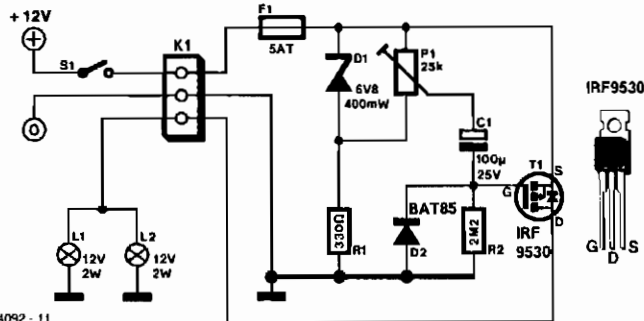 + 12V
F1
K1
5AT
S1
D1
6V8
400mW
P1
25k
C1
100µ
25V
IRF9530
T1
S
G
D
BAT85
IRF
9530
L1
L2
12V
2W
12V
2W
330Ω
R1
D2
2M2
R2
G
D
S
4092 - 11